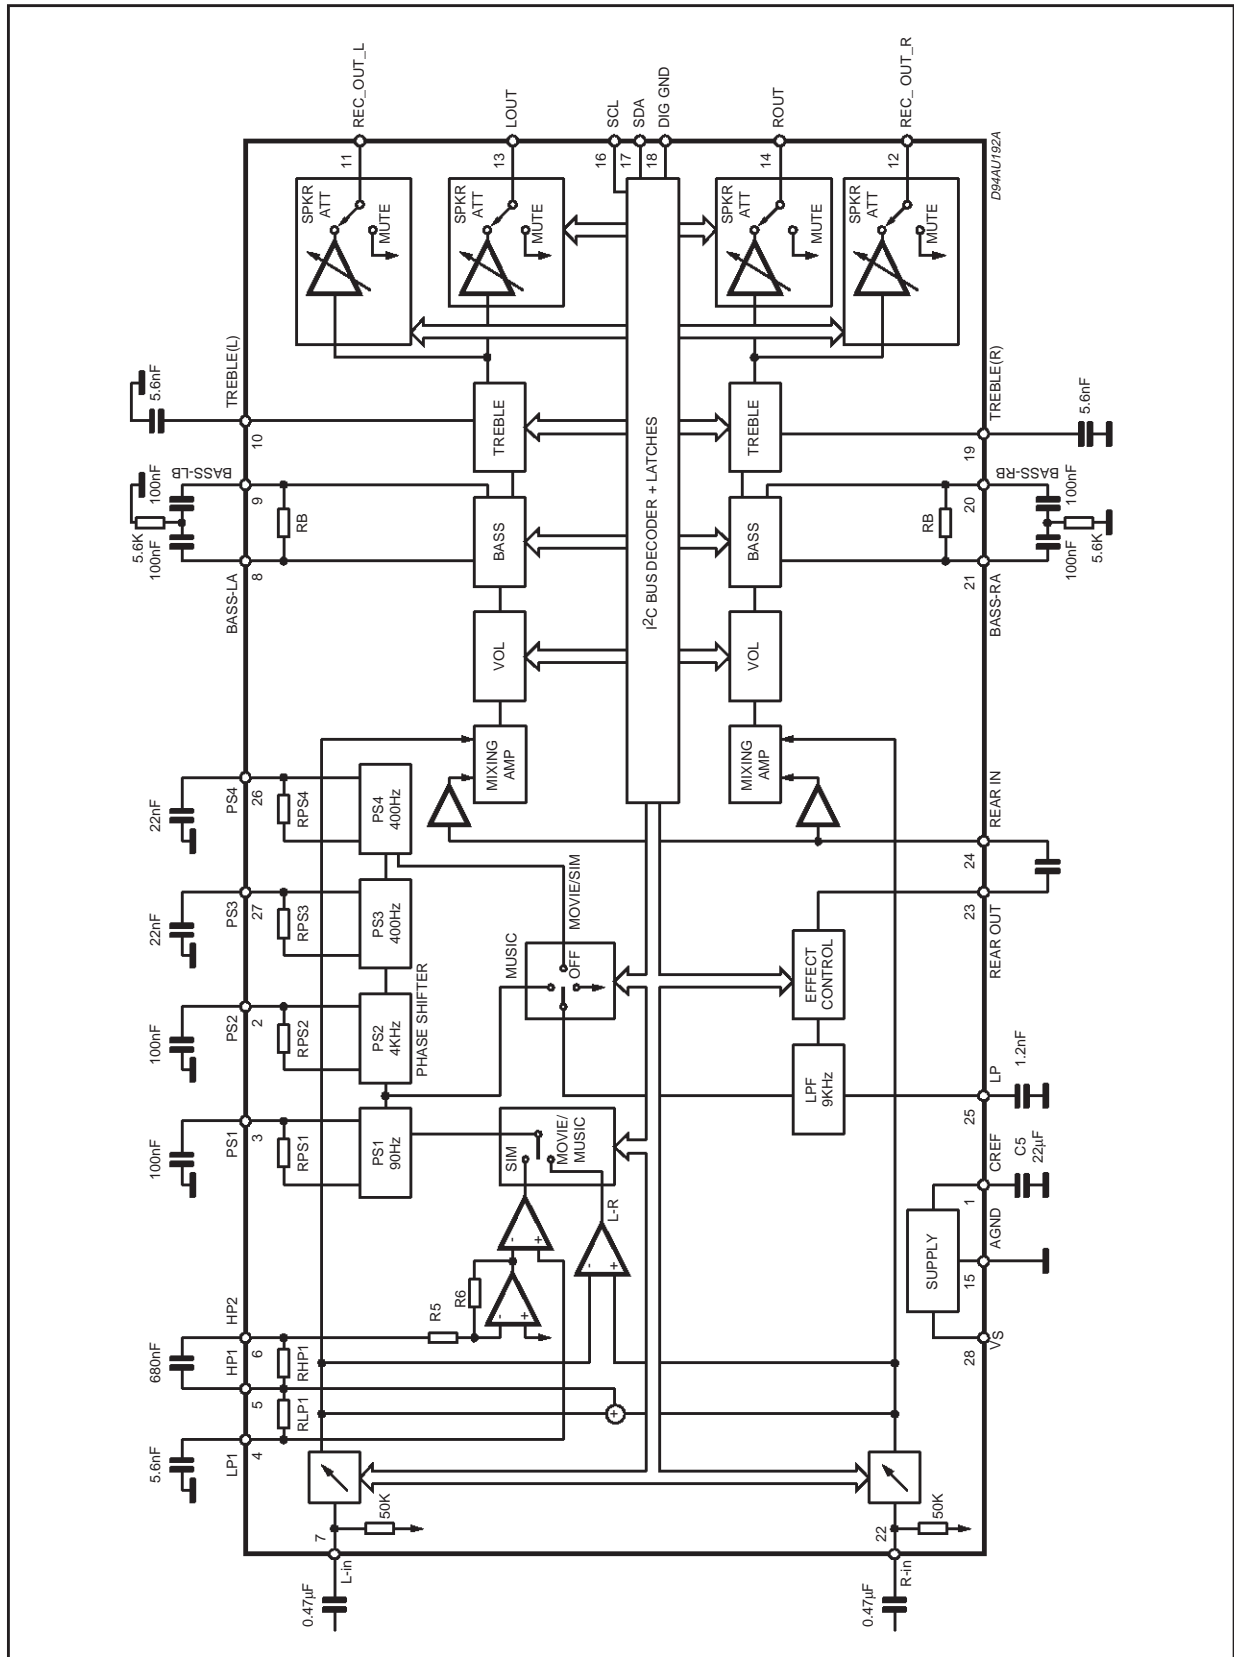 REC_OUT_L
LOUT
SCL
SDA
DIG GND
ROUT
REC_OUT_R
11
13
16
17
18
14
12
D94AU192A
SPKR
ATT
MUTE
SPKR
ATT
MUTE
SPKR
ATT
MUTE
SPKR
ATT
MUTE
TREBLE(L)
5.6nF
10
TREBLE
TREBLE
TREBLE(R)
19
5.6nF
BASS-LB
100nF
5.6K
100nF
BASS-LA
9
8
RB
BASS
BASS
RB
20
21
BASS-RB
BASS-RA
100nF
100nF
5.6K
I2C BUS DECODER + LATCHES
VOL
VOL
MIXING
AMP
MIXING
AMP
22nF
PS4
26
RPS4
PS4
400Hz
22nF
PS3
27
RPS3
PS3
400Hz
100nF
PS2
2
RPS2
PS2
4KHz
PHASE SHIFTER
100nF
PS1
3
RPS1
PS1
90Hz
MOVIE/SIM
MUSIC
OFF
SIM
MOVIE/
MUSIC
L-R
REAR IN
24
23
REAR OUT
EFFECT
CONTROL
LPF
9KHz
LP
25
1.2nF
CREF
1
C5
22µF
AGND
15
SUPPLY
VS
28
680nF
HP2
HP1
6
5
RHP1
RLP1
R5
R6
-
+
-
+
-
+
+
5.6nF
LP1
4
50K
7
L-in
0.47µF
50K
22
R-in
0.47µF